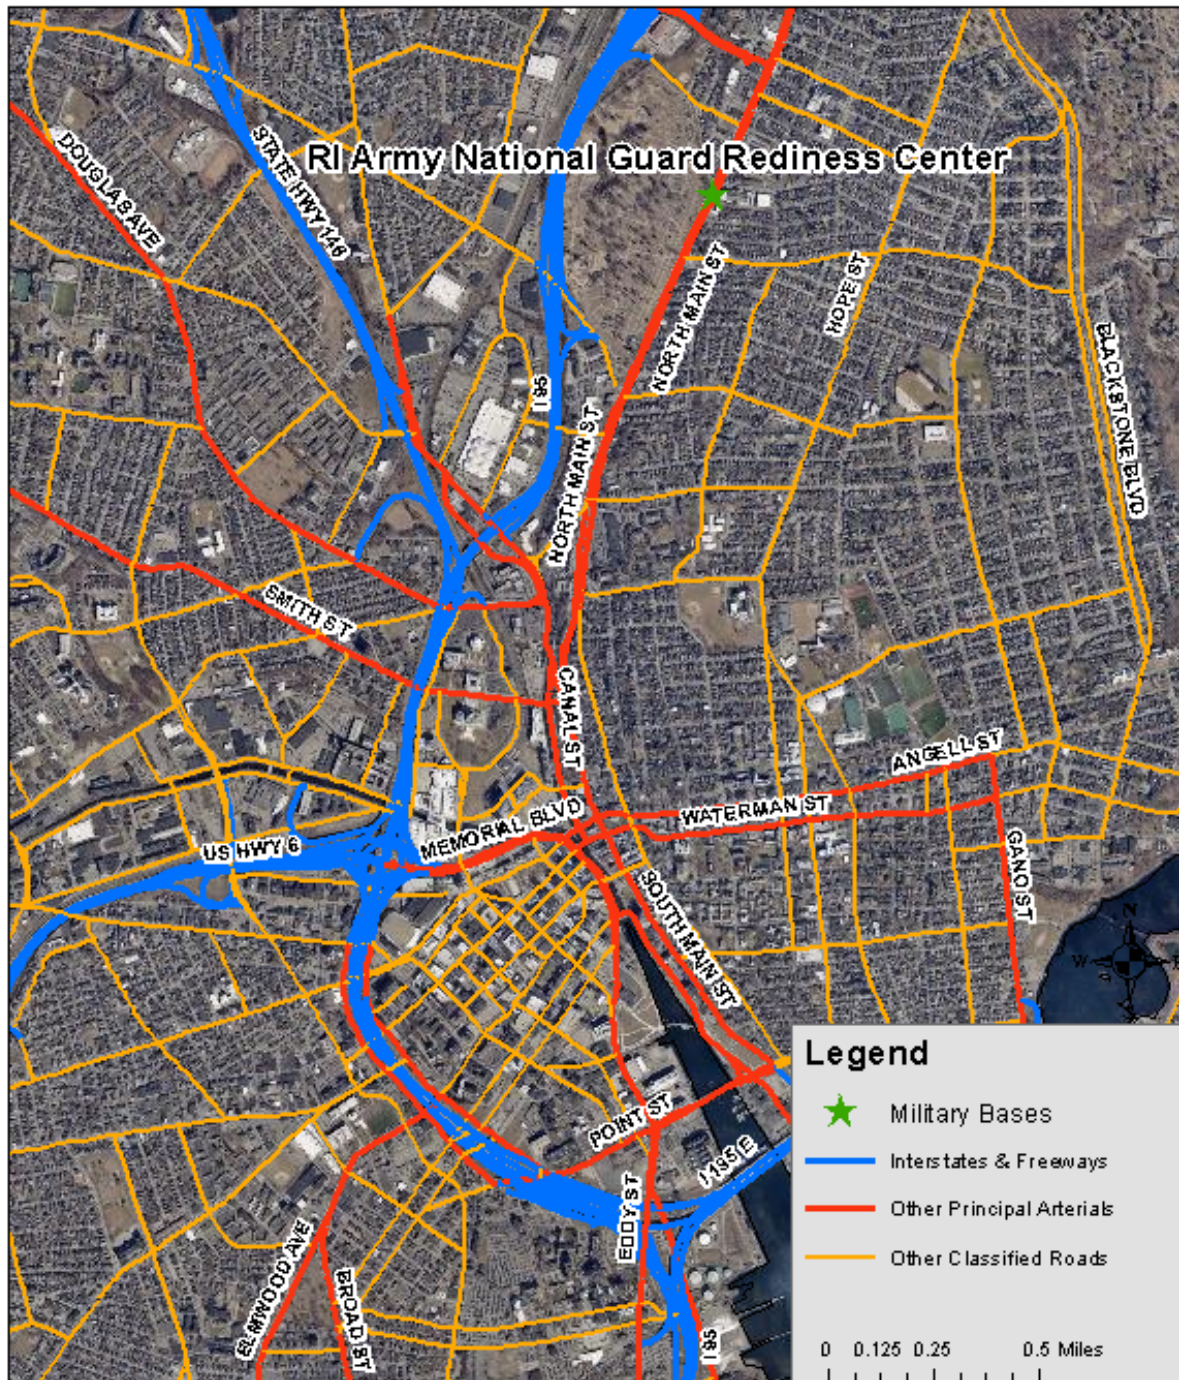 DOUGLAS AVE
STATE HWY 146
RI Army National Guard Rediness Center
NORTH MAIN ST
HOPE ST
BLACKSTONE BLVD
I 95
NORTH MAIN ST
SMITH ST
CANAL ST
ANGELL ST
WATERMAN ST
MEMORIAL BLVD
US HWY 6
GANO ST
SOUTH MAIN ST
N
W
E
POINT ST
I 195 E
EDDY ST
ELMWOOD AVE
BROAD ST
I 95
Legend
Military Bases
Interstates & Freeways
Other Principal Arterials
Other Classified Roads
0 0.125 0.25 0.5 Miles